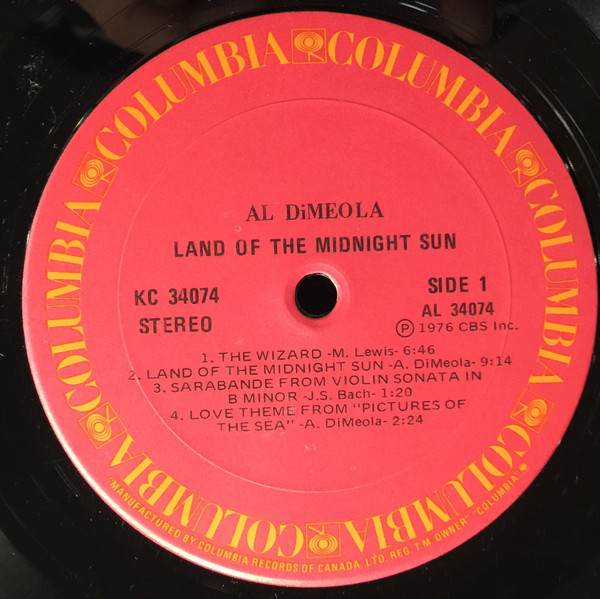 COLUMBIA COLUMBIA COLUMBIA COLUMBIA COLUMBIA COLUMBIA
AL DiMEOLA
LAND OF THE MIDNIGHT SUN
KC 34074
STEREO
SIDE 1
AL 34074
Ⓟ 1976 CBS Inc.
1. THE WIZARD -M. Lewis- 6:46
2. LAND OF THE MIDNIGHT SUN -A. DiMeola- 9:14
3. SARABANDE FROM VIOLIN SONATA IN
B MINOR -J.S. Bach- 1:20
4. LOVE THEME FROM "PICTURES OF
THE SEA" -A. DiMeola- 2:24
"MANUFACTURED BY COLUMBIA RECORDS OF CANADA, LTD. REG. T.M. OWNER" "COLUMBIA"